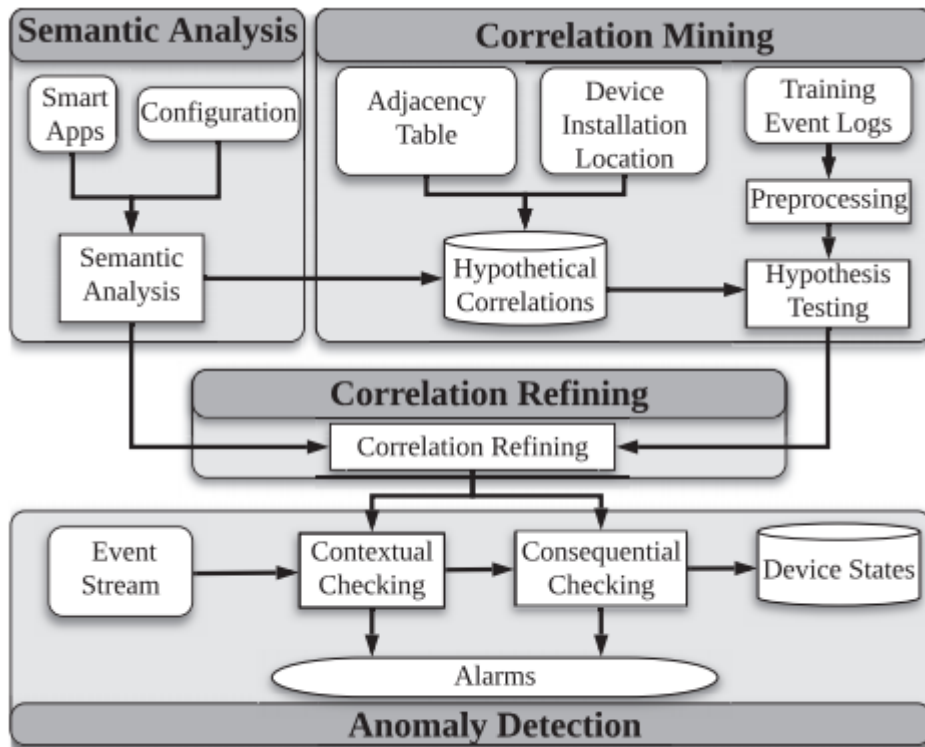 Semantic Analysis
Smart
Apps
Configuration
Semantic
Analysis
Correlation Mining
Adjacency
Table
Device
Installation
Location
Training
Event Logs
Preprocessing
Hypothetical
Correlations
Hypothesis
Testing
Correlation Refining
Correlation Refining
Event
Stream
Contextual
Checking
Consequential
Checking
Device States
Alarms
Anomaly Detection